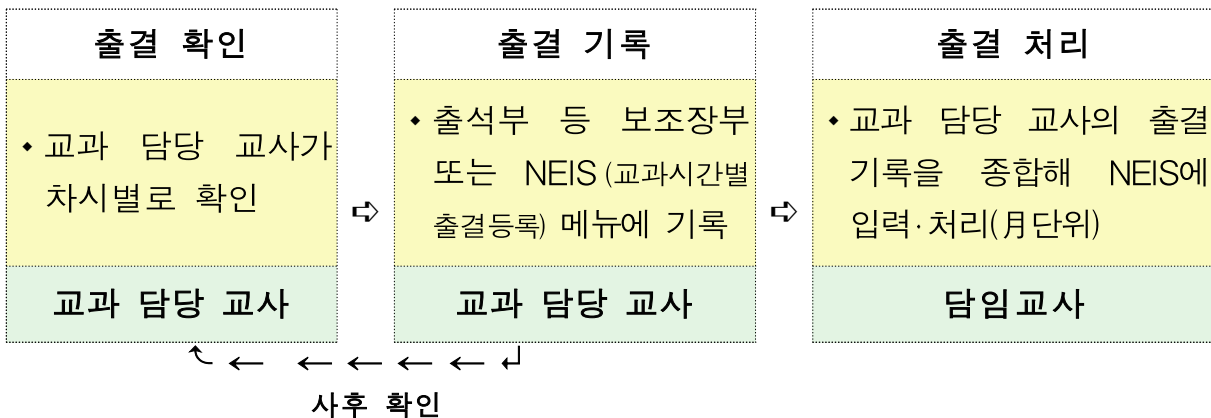 출결 확인
• 교과 담당 교사가
차시별로 확인
교과 담당 교사
⇨
출결 기록
• 출석부 등 보조장부
또는 NEIS (교과시간별
출결등록) 메뉴에 기록
교과 담당 교사
⇨
출결 처리
• 교과 담당 교사의 출결
기록을 종합해 NEIS에
입력·처리(月단위)
담임교사
사후 확인